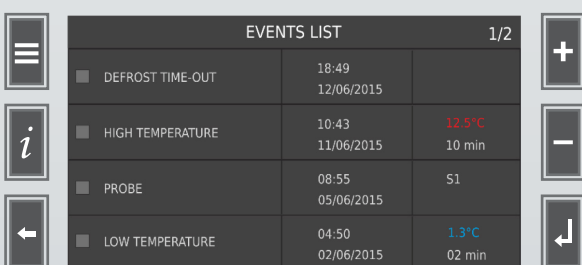 EVENTS LIST 1/2
DEFROST TIME-OUT
18:49
12/06/2015
HIGH TEMPERATURE
10:43 12.5°C
11/06/2015 10 min
PROBE
08:55 S1
05/06/2015
LOW TEMPERATURE
04:50 1.3°C
02/06/2015 02 min
i